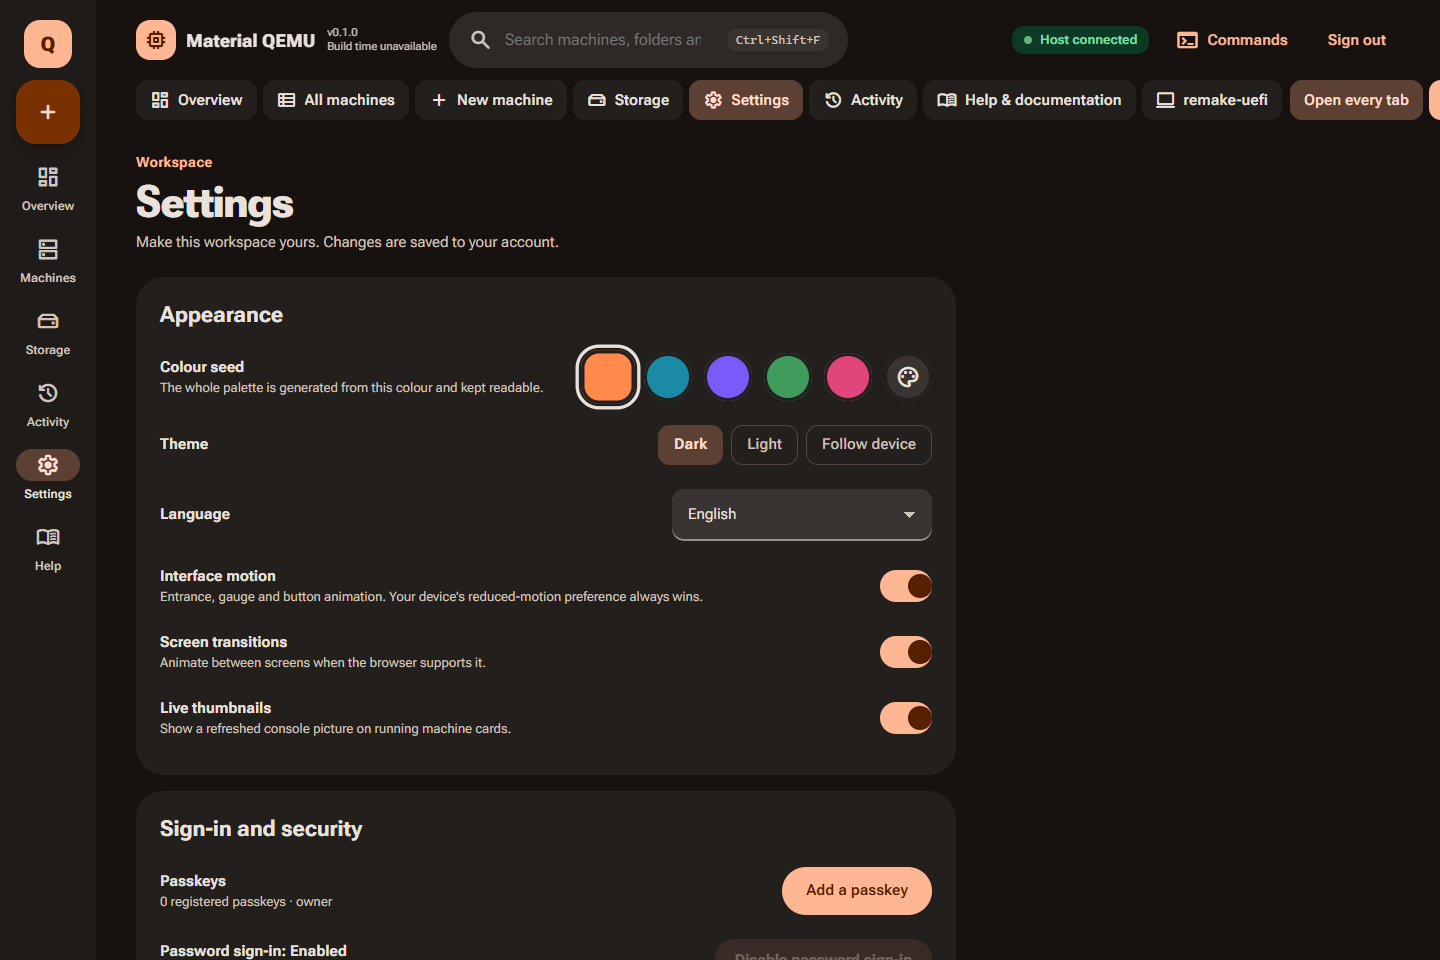 Q
Material QEMU
v0.1.0
Build time unavailable
Search machines, folders an
Ctrl+Shift+F
Host connected
Commands
Sign out
Overview
All machines
New machine
Storage
Settings
Activity
Help & documentation
remake-uefi
Open every tab
Overview
Machines
Storage
Activity
Settings
Help
Workspace
Settings
Make this workspace yours. Changes are saved to your account.
Appearance
Colour seed
The whole palette is generated from this colour and kept readable.
Theme
Dark
Light
Follow device
Language
English
Interface motion
Entrance, gauge and button animation. Your device's reduced-motion preference always wins.
Screen transitions
Animate between screens when the browser supports it.
Live thumbnails
Show a refreshed console picture on running machine cards.
Sign-in and security
Passkeys
0 registered passkeys · owner
Add a passkey
Password sign-in: Enabled
Disable password sign-in